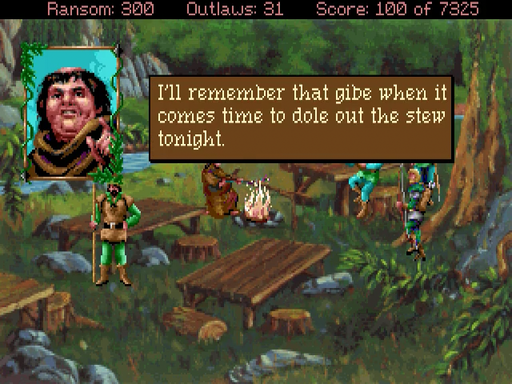 Ransom: 300 Outlaws: 31 Score: 100 of 7325
I'll remember that gibe when it
comes time to dole out the stew
tonight.